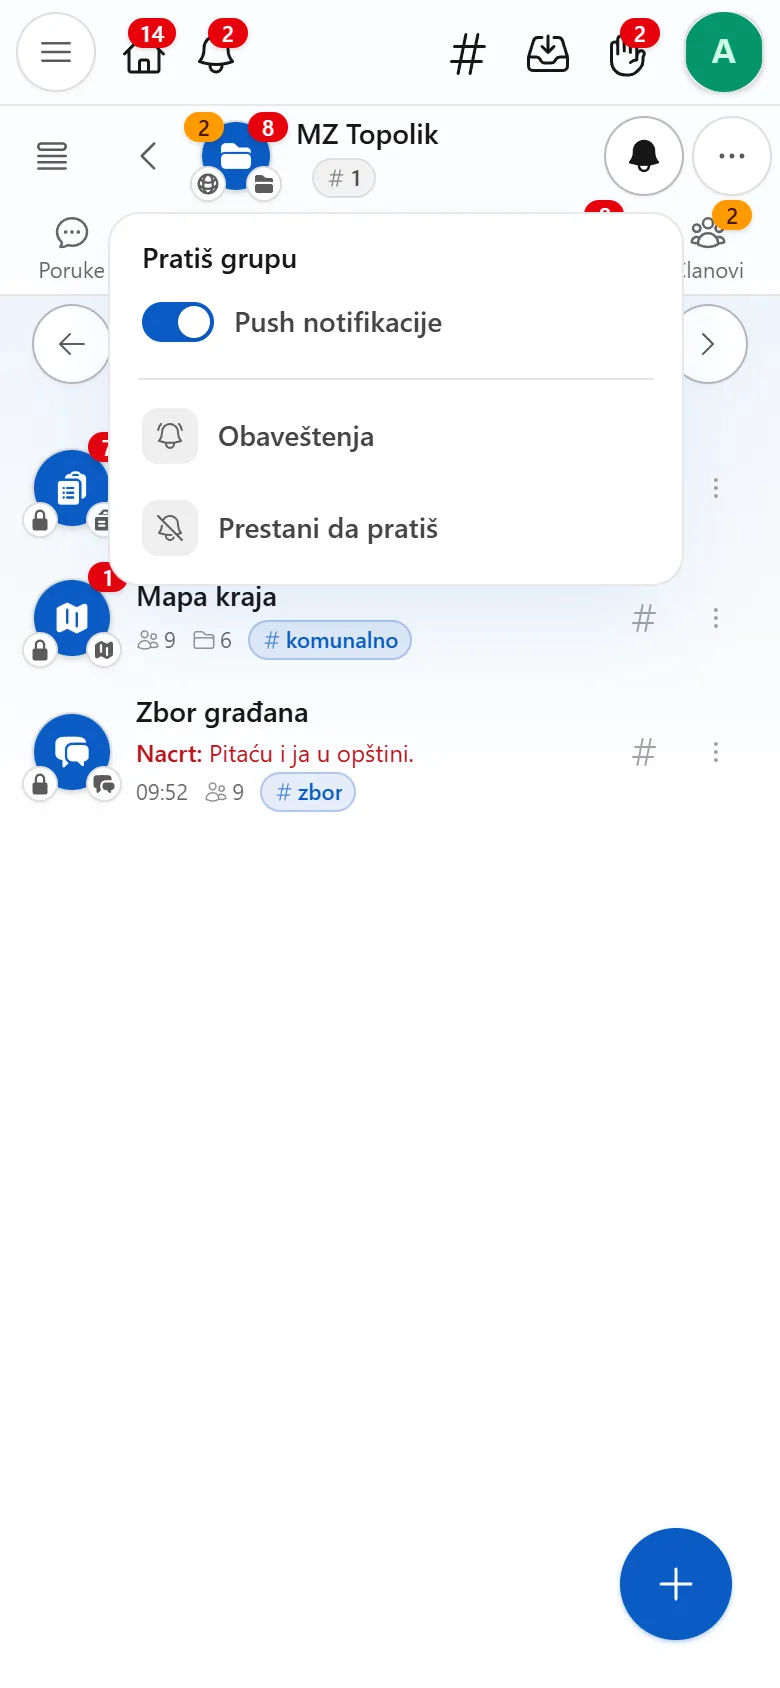 14
2
2
A
2
8
MZ Topolik
# 1
2
Poruke
Pratiš grupu
Push notifikacije
Obaveštenja
Prestani da pratiš
1
Mapa kraja
9
6
# komunalno
Zbor građana
Nacrt: Pitaću i ja u opštini.
09:52
9
# zbor